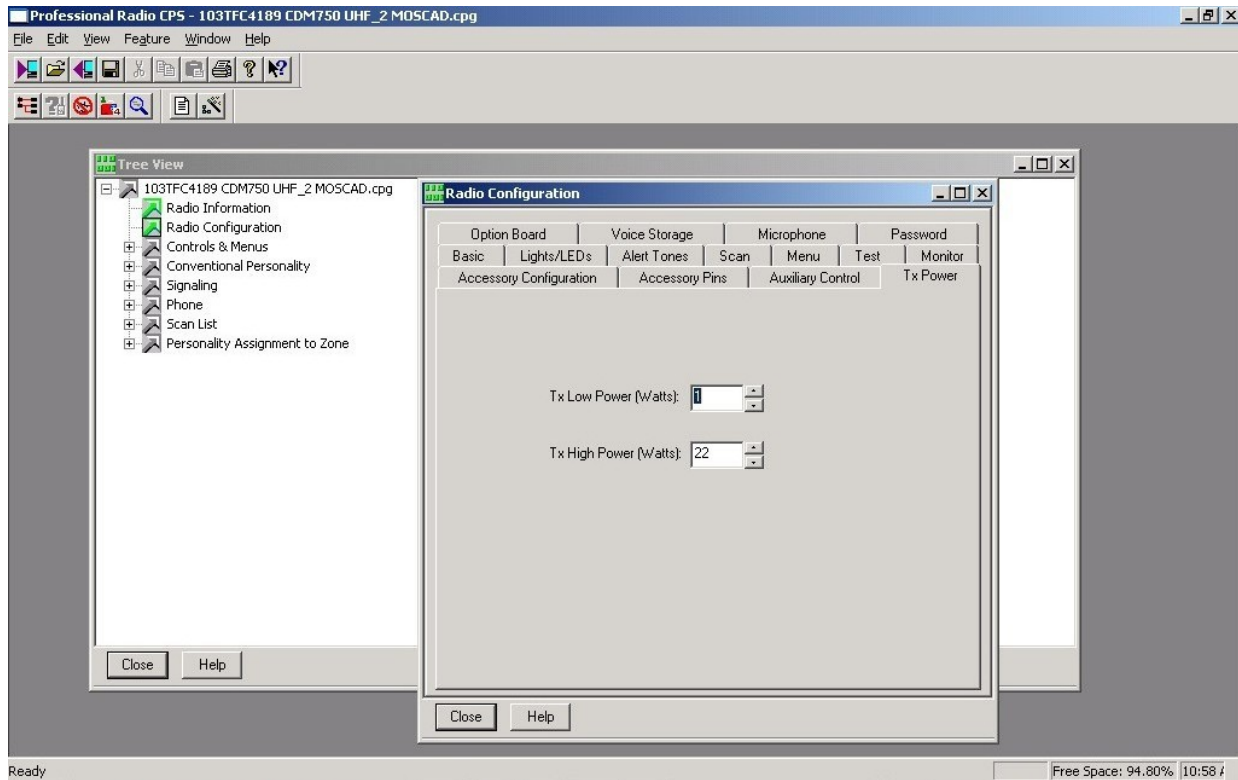 Professional Radio CPS - 103TFC4189 CDM750 UHF_2 MOSCAD.cpg
File Edit View Feature Window Help
Tree View
103TFC4189 CDM750 UHF_2 MOSCAD.cpg
Radio Information
Radio Configuration
Controls & Menus
Conventional Personality
Signaling
Phone
Scan List
Personality Assignment to Zone
Close Help
Radio Configuration
Option Board Voice Storage Microphone Password
Basic Lights/LEDs Alert Tones Scan Menu Test Monitor
Accessory Configuration Accessory Pins Auxiliary Control Tx Power
Tx Low Power (Watts): 1
Tx High Power (Watts): 22
Close Help
Ready Free Space: 94.80% 10:58